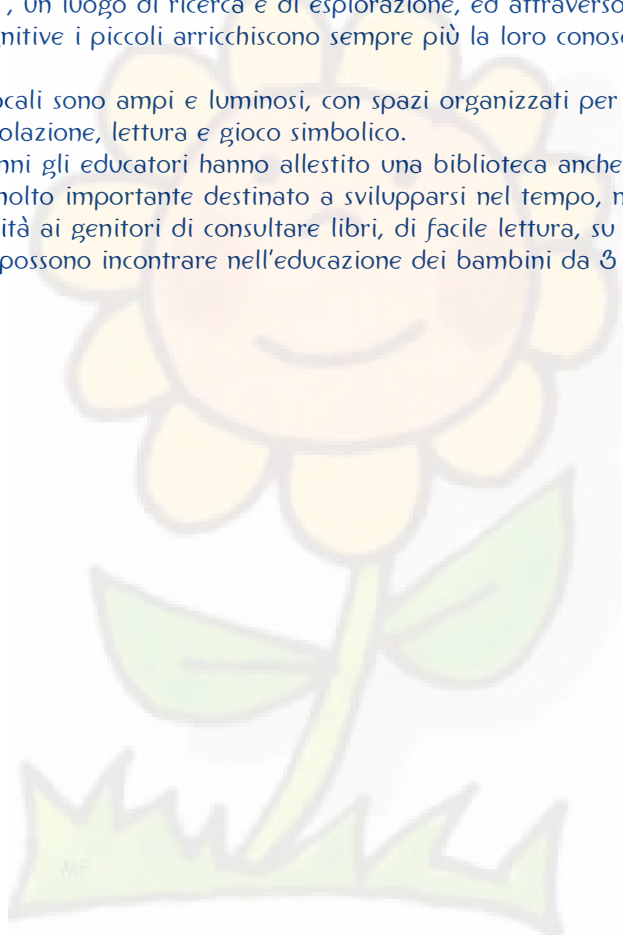 , un luogo di ricerca e di esplorazione, ed attraverso
nitive i piccoli arricchiscono sempre più la loro conos
ocali sono ampi e luminosi, con spazi organizzati per
olazione, lettura e gioco simbolico.
nni gli educatori hanno allestito una biblioteca anche
nolto importante destinato a svilupparsi nel tempo, n
ità ai genitori di consultare libri, di facile lettura, su
possono incontrare nell'educazione dei bambini da 3